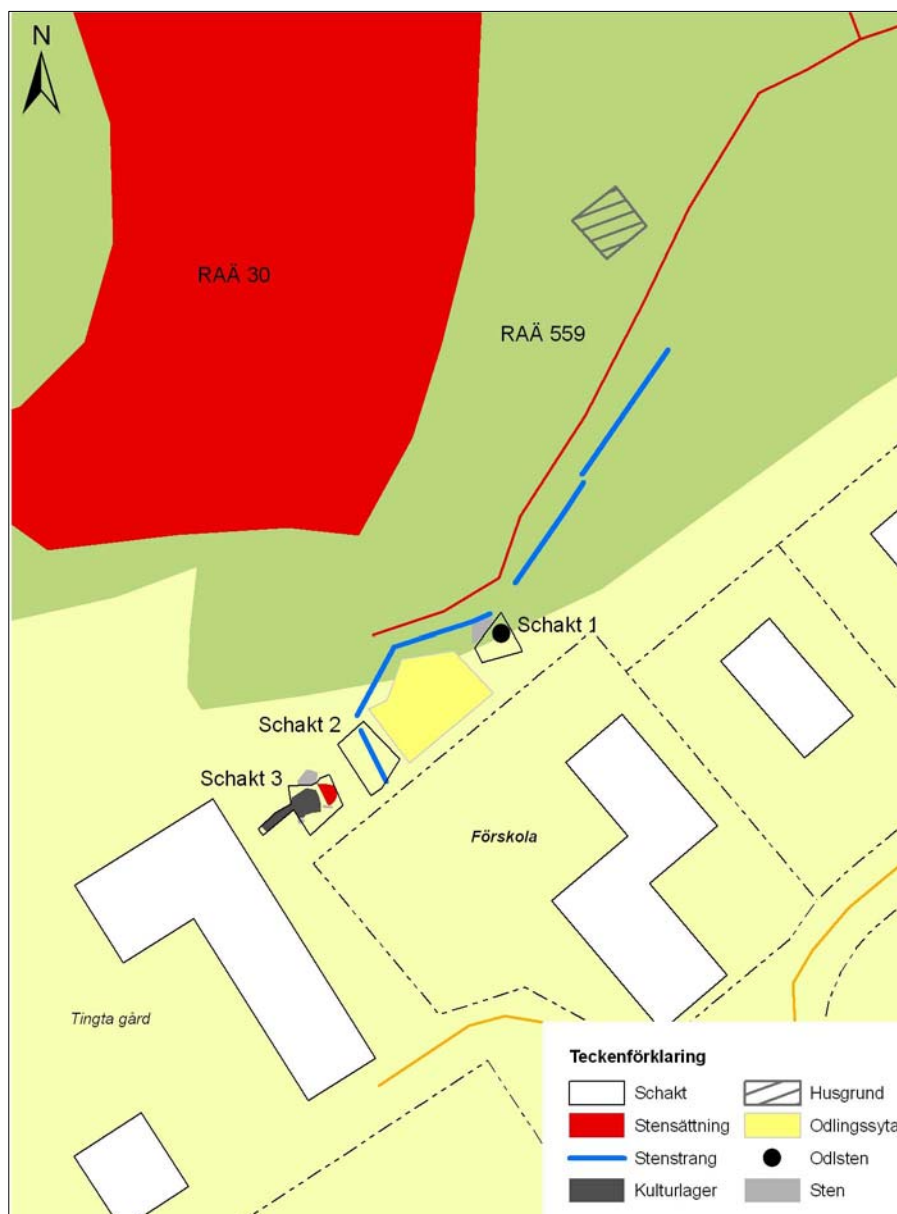 N
RAÄ 30
RAÄ 559
Schakt 1
Schakt 2
Schakt 3
Förskola
Tingta gård
Teckenförklaring
Schakt
Husgrund
Stensättning
Odlingssyta
Stenstrang
Odlsten
Kulturlager
Sten